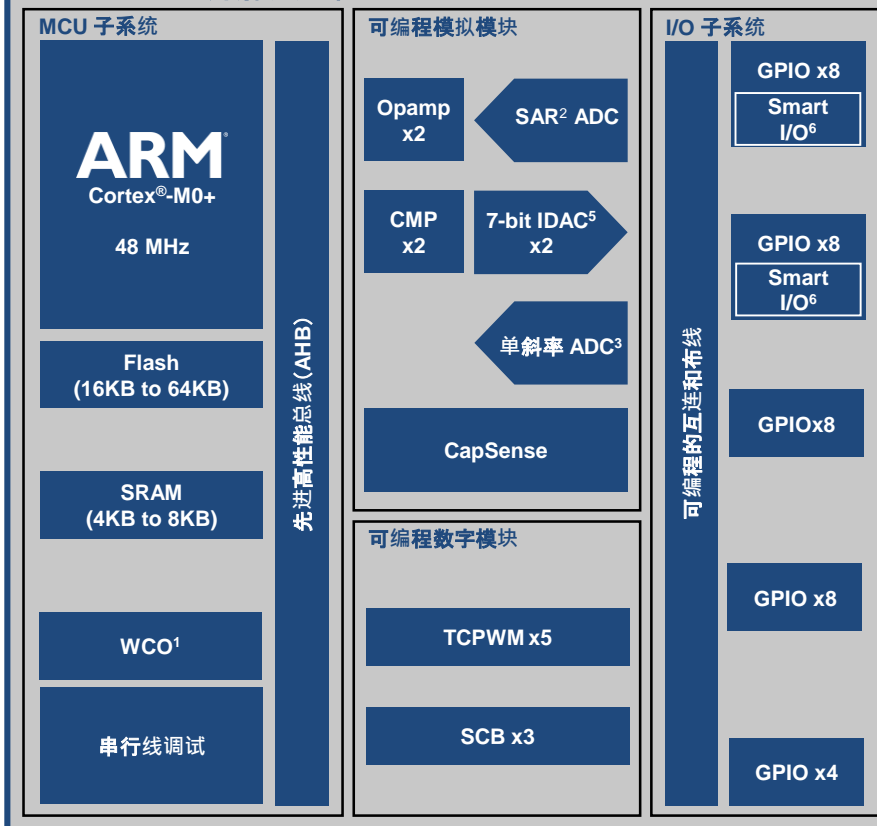 MCU 子系统
ARM
Cortex®-M0+
48 MHz
Flash
(16KB to 64KB)
SRAM
(4KB to 8KB)
WCO¹
串行线调试
先进高性能总线(AHB)
可编程模拟模块
Opamp
x2
SAR² ADC
CMP
x2
7-bit IDAC⁵
x2
单斜率 ADC³
CapSense
可编程数字模块
TCPWM x5
SCB x3
I/O 子系统
可编程的互连和布线
GPIO x8
Smart
I/O⁶
GPIO x8
Smart
I/O⁶
GPIOx8
GPIO x8
GPIO x4